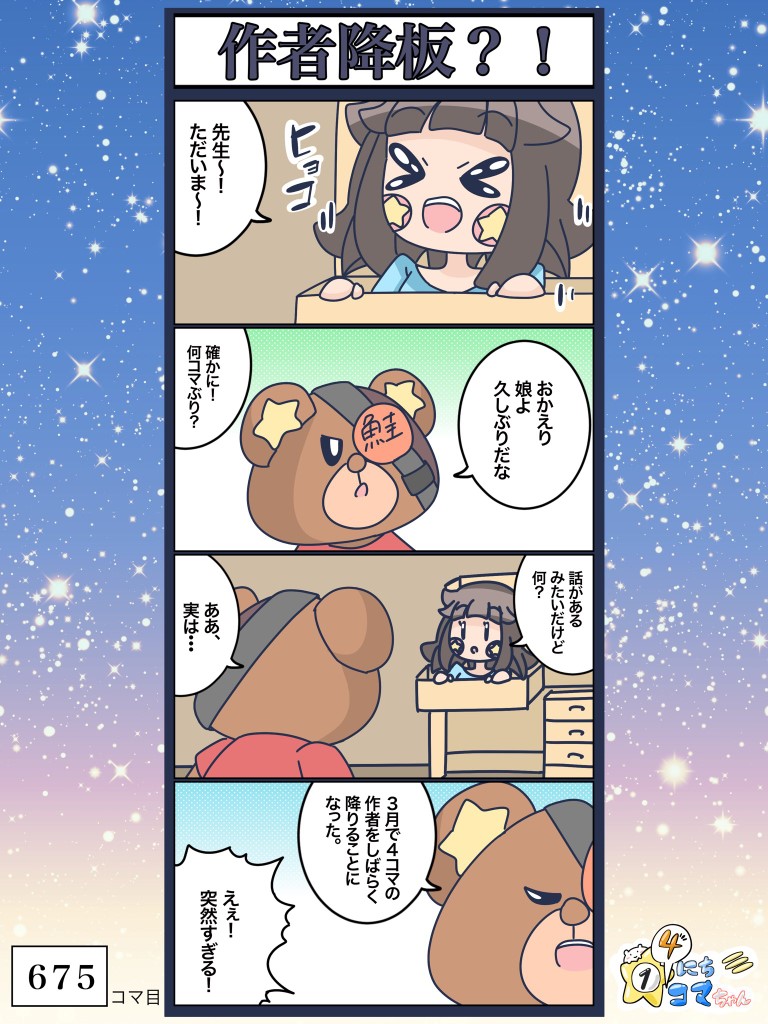 作者降板？！
先生〜！
ただいま〜！
ヒョコ
おかえり
娘よ
久しぶりだな
確かに！
何コマぶり？
鮭
話がある
みたいだけど
何？
ああ、
実は…
３月で４コマの
作者をしばらく
降りることに
なった。
えぇ！
突然すぎる！
675
コマ目
1
にち
4
コマ
ちゃん